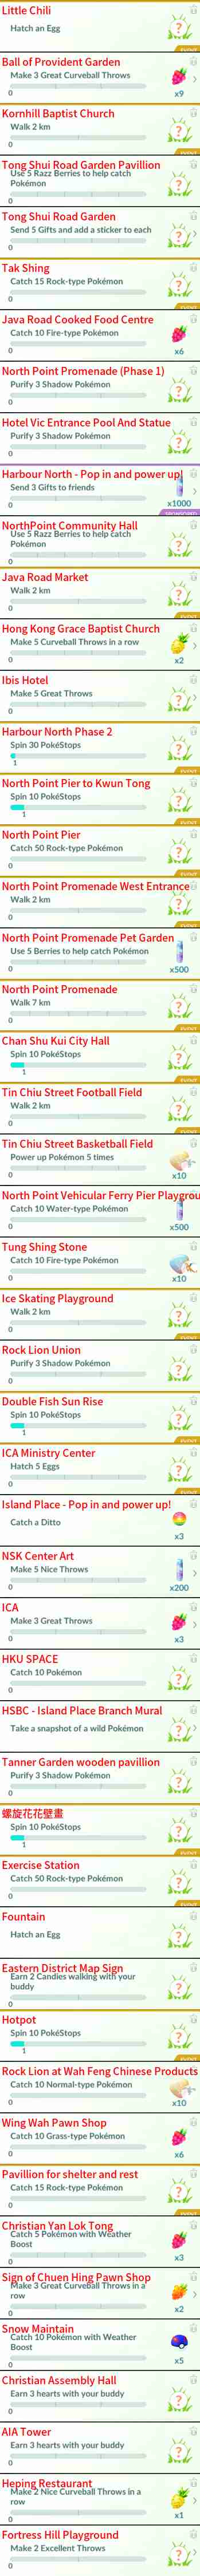 Little Chili
Hatch an Egg
EVENT
Ball of Provident Garden
Make 3 Great Curveball Throws
0
x9
Kornhill Baptist Church
Walk 2 km
0
EVENT
Tong Shui Road Garden Pavillion
Use 5 Razz Berries to help catch
Pokémon
0
Tong Shui Road Garden
Send 5 Gifts and add a sticker to each
0
Tak Shing
Catch 15 Rock-type Pokémon
0
EVENT
Java Road Cooked Food Centre
Catch 10 Fire-type Pokémon
0
x6
North Point Promenade (Phase 1)
Purify 3 Shadow Pokémon
0
Hotel Vic Entrance Pool And Statue
Purify 3 Shadow Pokémon
0
Harbour North - Pop in and power up!
Send 3 Gifts to friends
0
x1000
SPONSORED
NorthPoint Community Hall
Use 5 Razz Berries to help catch
Pokémon
0
Java Road Market
Walk 2 km
0
EVENT
Hong Kong Grace Baptist Church
Make 5 Curveball Throws in a row
0
x2
Ibis Hotel
Make 5 Great Throws
0
Harbour North Phase 2
Spin 30 PokéStops
1
EVENT
North Point Pier to Kwun Tong
Spin 10 PokéStops
1
EVENT
North Point Pier
Catch 50 Rock-type Pokémon
0
EVENT
North Point Promenade West Entrance
Walk 2 km
0
EVENT
North Point Promenade Pet Garden
Use 5 Berries to help catch Pokémon
0
x500
North Point Promenade
Walk 7 km
0
EVENT
Chan Shu Kui City Hall
Spin 10 PokéStops
1
EVENT
Tin Chiu Street Football Field
Walk 2 km
0
EVENT
Tin Chiu Street Basketball Field
Power up Pokémon 5 times
0
x10
North Point Vehicular Ferry Pier Playgrou
Catch 10 Water-type Pokémon
0
x500
Tung Shing Stone
Catch 10 Fire-type Pokémon
0
x10
Ice Skating Playground
Walk 2 km
0
EVENT
Rock Lion Union
Purify 3 Shadow Pokémon
0
Double Fish Sun Rise
Spin 10 PokéStops
1
EVENT
ICA Ministry Center
Hatch 5 Eggs
0
EVENT
Island Place - Pop in and power up!
Catch a Ditto
x3
NSK Center Art
Make 5 Nice Throws
0
x200
ICA
Make 3 Great Throws
0
x3
HKU SPACE
Catch 10 Pokémon
0
HSBC - Island Place Branch Mural
Take a snapshot of a wild Pokémon
Tanner Garden wooden pavillion
Purify 3 Shadow Pokémon
0
螺旋花花壁畫
Spin 10 PokéStops
1
EVENT
Exercise Station
Catch 50 Rock-type Pokémon
0
EVENT
Fountain
Hatch an Egg
Eastern District Map Sign
Earn 2 Candies walking with your
buddy
0
Hotpot
Spin 10 PokéStops
1
EVENT
Rock Lion at Wah Feng Chinese Products
Catch 10 Normal-type Pokémon
0
x10
Wing Wah Pawn Shop
Catch 10 Grass-type Pokémon
0
x6
Pavillion for shelter and rest
Catch 15 Rock-type Pokémon
0
EVENT
Christian Yan Lok Tong
Catch 5 Pokémon with Weather
Boost
0
x3
Sign of Chuen Hing Pawn Shop
Make 3 Great Curveball Throws in a
row
0
x2
Snow Maintain
Catch 10 Pokémon with Weather
Boost
0
x5
Christian Assembly Hall
Earn 3 hearts with your buddy
0
AIA Tower
Earn 3 hearts with your buddy
0
Heping Restaurant
Make 2 Nice Curveball Throws in a
row
0
x1
Fortress Hill Playground
Make 2 Excellent Throws
0